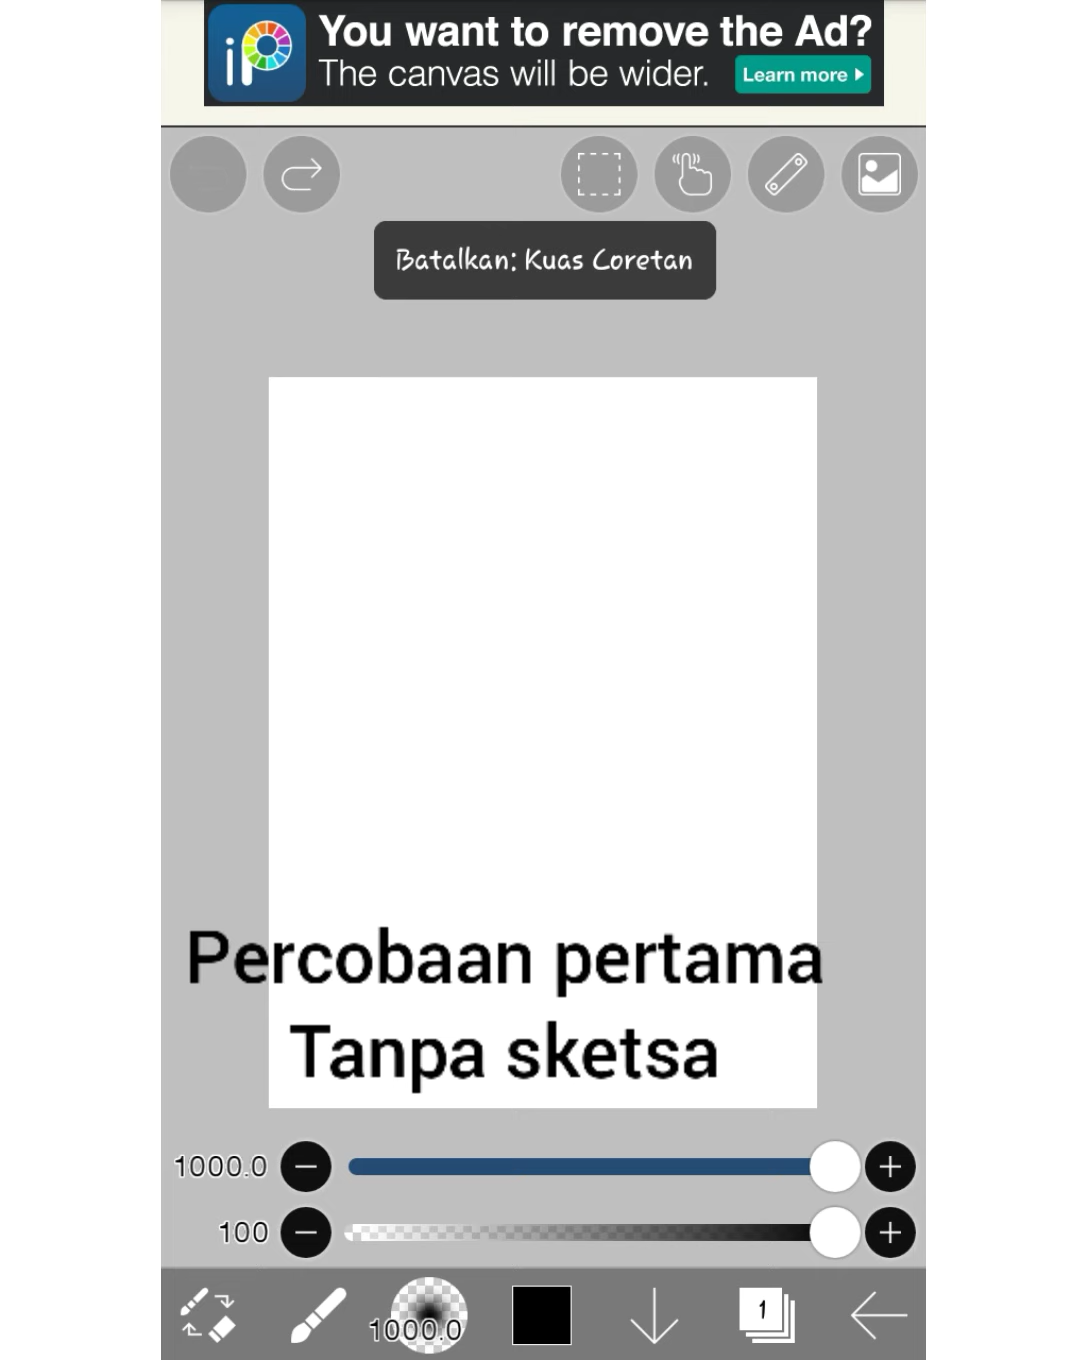 iP
You want to remove the Ad?
The canvas will be wider.
Learn more
Batalkan: Kuas Coretan
Percobaan pertama
Tanpa sketsa
1000.0
100
1000.0
1